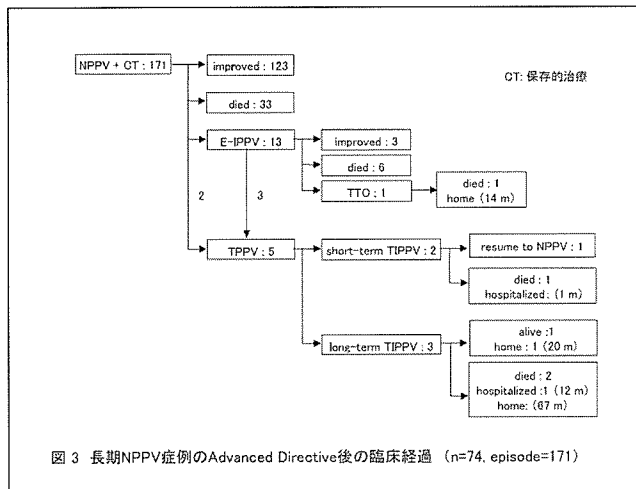 NPPV + CT : 171
improved : 123
CT: 保存的治療
died : 33
E-IPPV : 13
improved : 3
died : 6
2
3
TTO : 1
died : 1
home (14 m)
TPPV : 5
short-term TIPPV : 2
resume to NPPV : 1
died : 1
hospitalized: (1 m)
long-term TIPPV : 3
alive :1
home : 1 (20 m)
died : 2
hospitalized :1 (12 m)
home: (67 m)
図 3 長期NPPV症例のAdvanced Directive後の臨床経過 (n=74, episode=171)